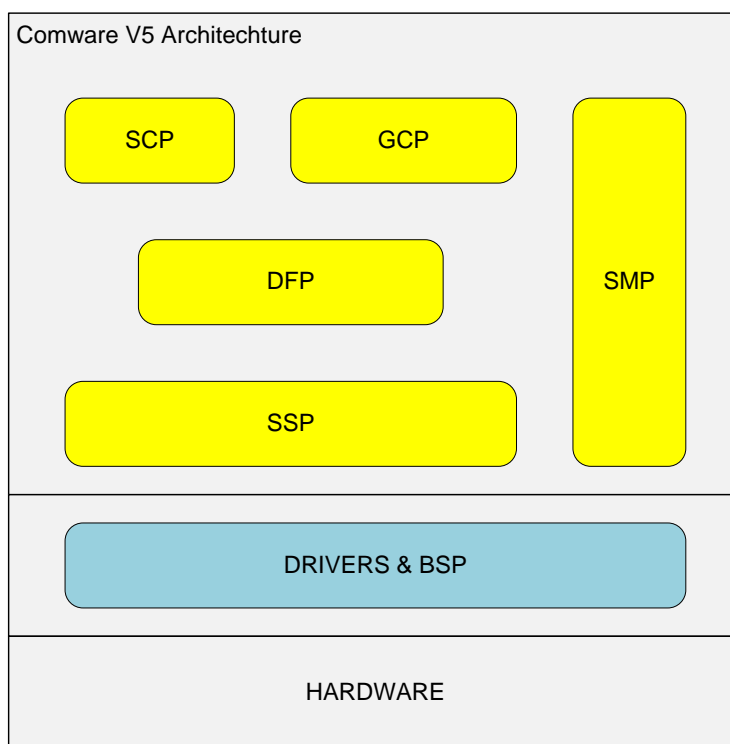 Comware V5 Architechture
SCP
GCP
DFP
SMP
SSP
DRIVERS & BSP
HARDWARE